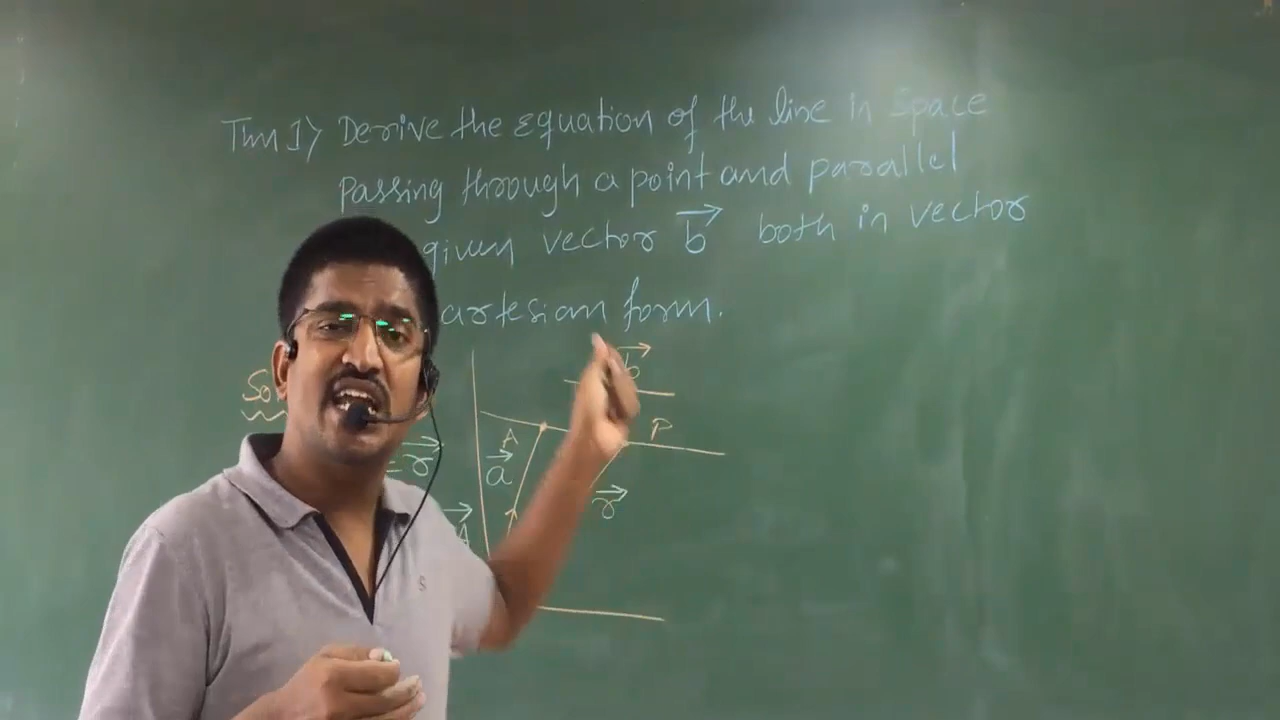 Thm 1) Derive the Equation of the line in Space
passing through a point and parallel
given vector b⃗ both in vector
artesian form.
So
b⃗
A P
= r⃗ a⃗
r⃗
A⃗
S